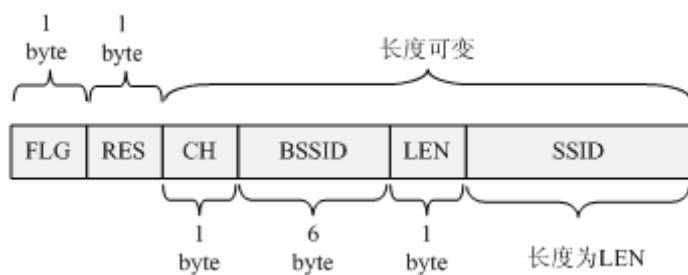 1
byte
1
byte
长度可变
FLG
RES
CH
BSSID
LEN
SSID
1
byte
6
byte
1
byte
长度为LEN